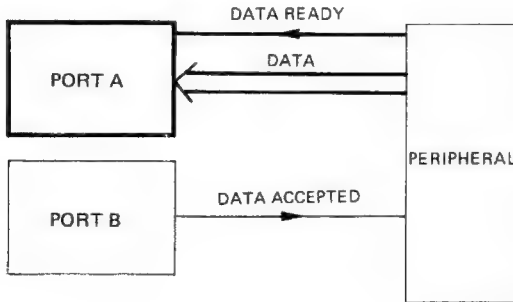 DATA READY
DATA
PORT A
PERIPHERAL
DATA ACCEPTED
PORT B